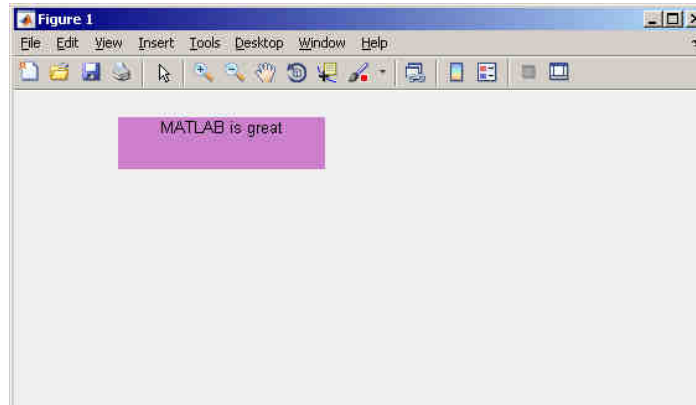 Figure 1
File Edit View Insert Tools Desktop Window Help
MATLAB is great